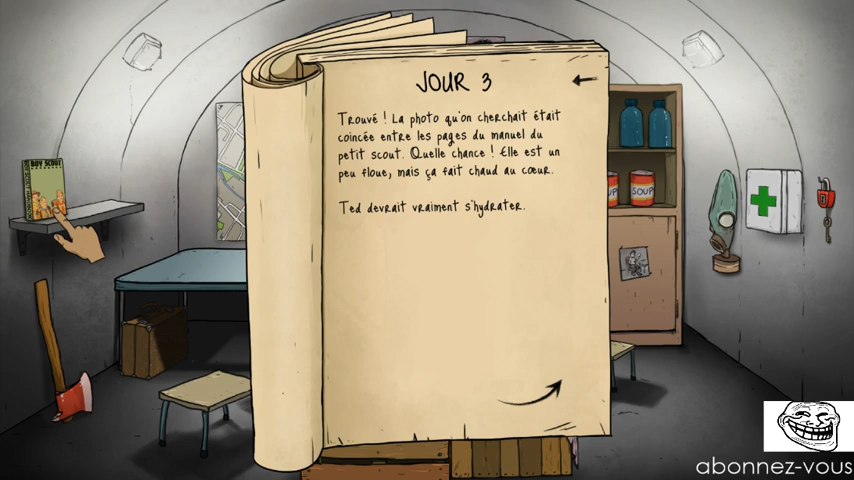 JOUR 3
Trouvé ! La photo qu'on cherchait était
coincée entre les pages du manuel du
petit scout. Quelle chance ! Elle est un
peu floue, mais ça fait chaud au cœur.
Ted devrait vraiment s'hydrater.
BOY SCOUT
SOUP
abonnez-vous